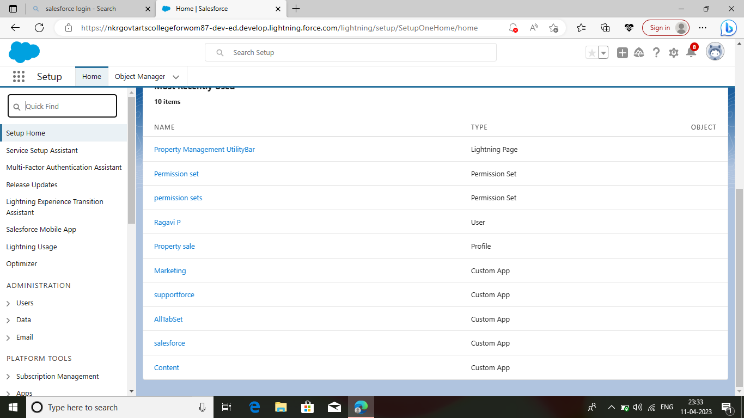 salesforce login - Search
Home | Salesforce
https://nkrgovtartscollegeforwom87-dev-ed.develop.lightning.force.com/lightning/setup/SetupOneHome/home
Sign in
Search Setup
8
Setup
Home
Object Manager
Quick Find
Setup Home
Service Setup Assistant
Multi-Factor Authentication Assistant
Release Updates
Lightning Experience Transition
Assistant
Salesforce Mobile App
Lightning Usage
Optimizer
ADMINISTRATION
Users
Data
Email
PLATFORM TOOLS
Subscription Management
Apps
Most Recently Used
10 items
NAME TYPE OBJECT
Property Management UtilityBar Lightning Page
Permission set Permission Set
permission sets Permission Set
Ragavi P User
Property sale Profile
Marketing Custom App
supportforce Custom App
AllTabSet Custom App
salesforce Custom App
Content Custom App
Type here to search
ENG
23:33
11-04-2023
1